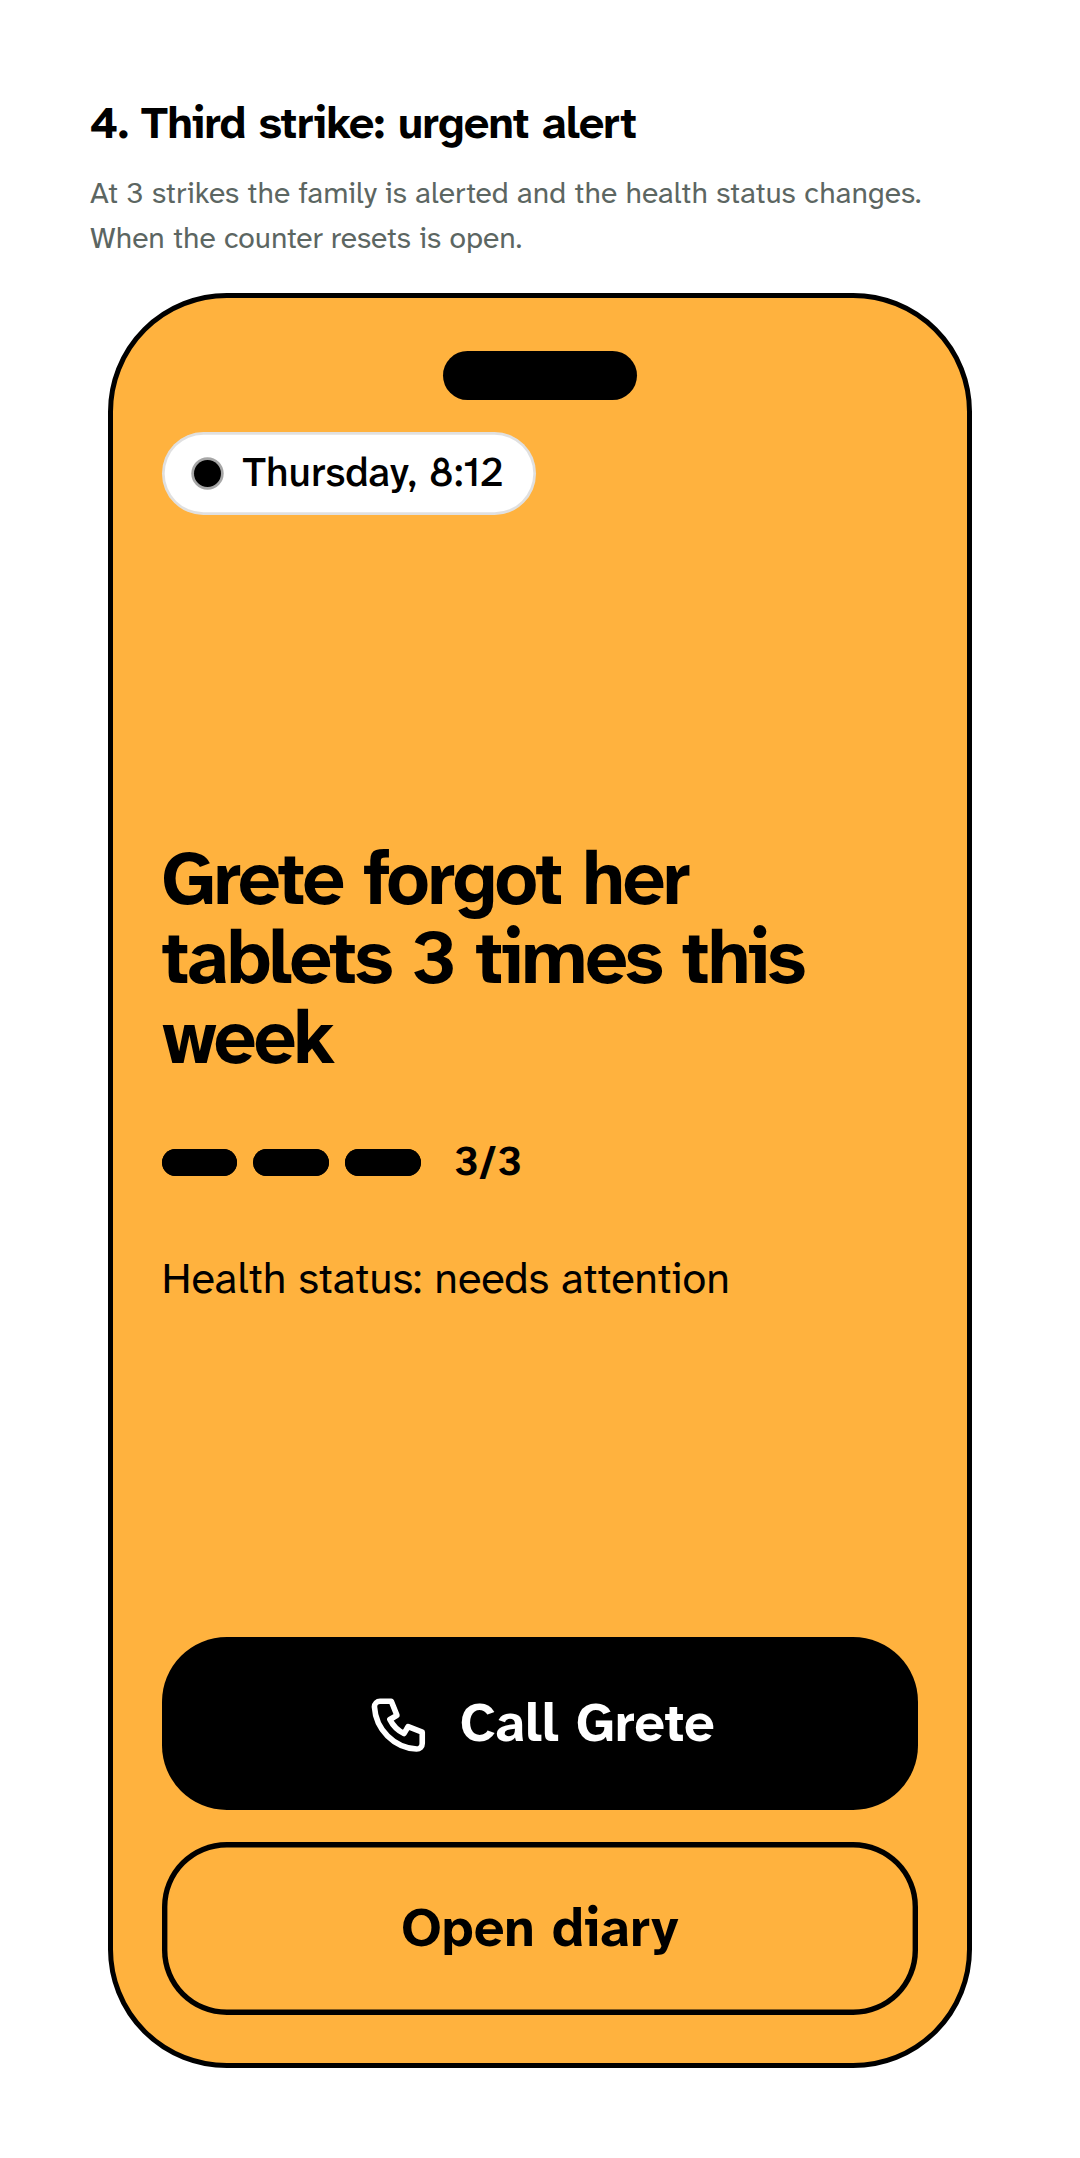 4. Third strike: urgent alert
At 3 strikes the family is alerted and the health status changes.
When the counter resets is open.
Thursday, 8:12
Grete forgot her
tablets 3 times this
week
3/3
Health status: needs attention
Call Grete
Open diary